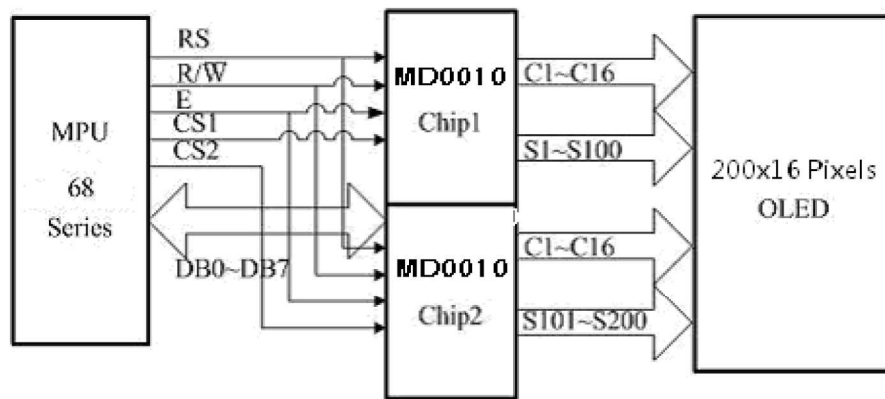 MPU
68
Series
RS
R/W̅
E
CS1
CS2
DB0~DB7
MD0010
Chip1
MD0010
Chip2
C1~C16
S1~S100
C1~C16
S101~S200
200x16 Pixels
OLED